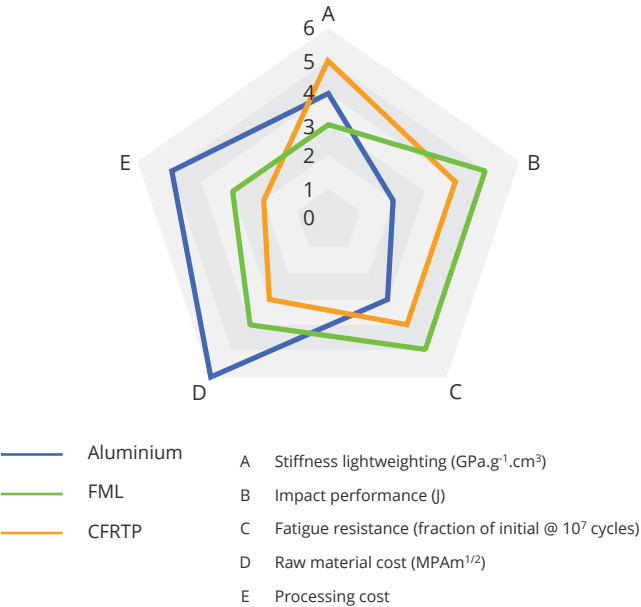 A
6
5
4
3
2
1
0
E
B
D
C
Aluminium
FML
CFRTP
A Stiffness lightweighting (GPa.g⁻¹.cm³)
B Impact performance (J)
C Fatigue resistance (fraction of initial @ 10⁷ cycles)
D Raw material cost (MPAm¹/²)
E Processing cost